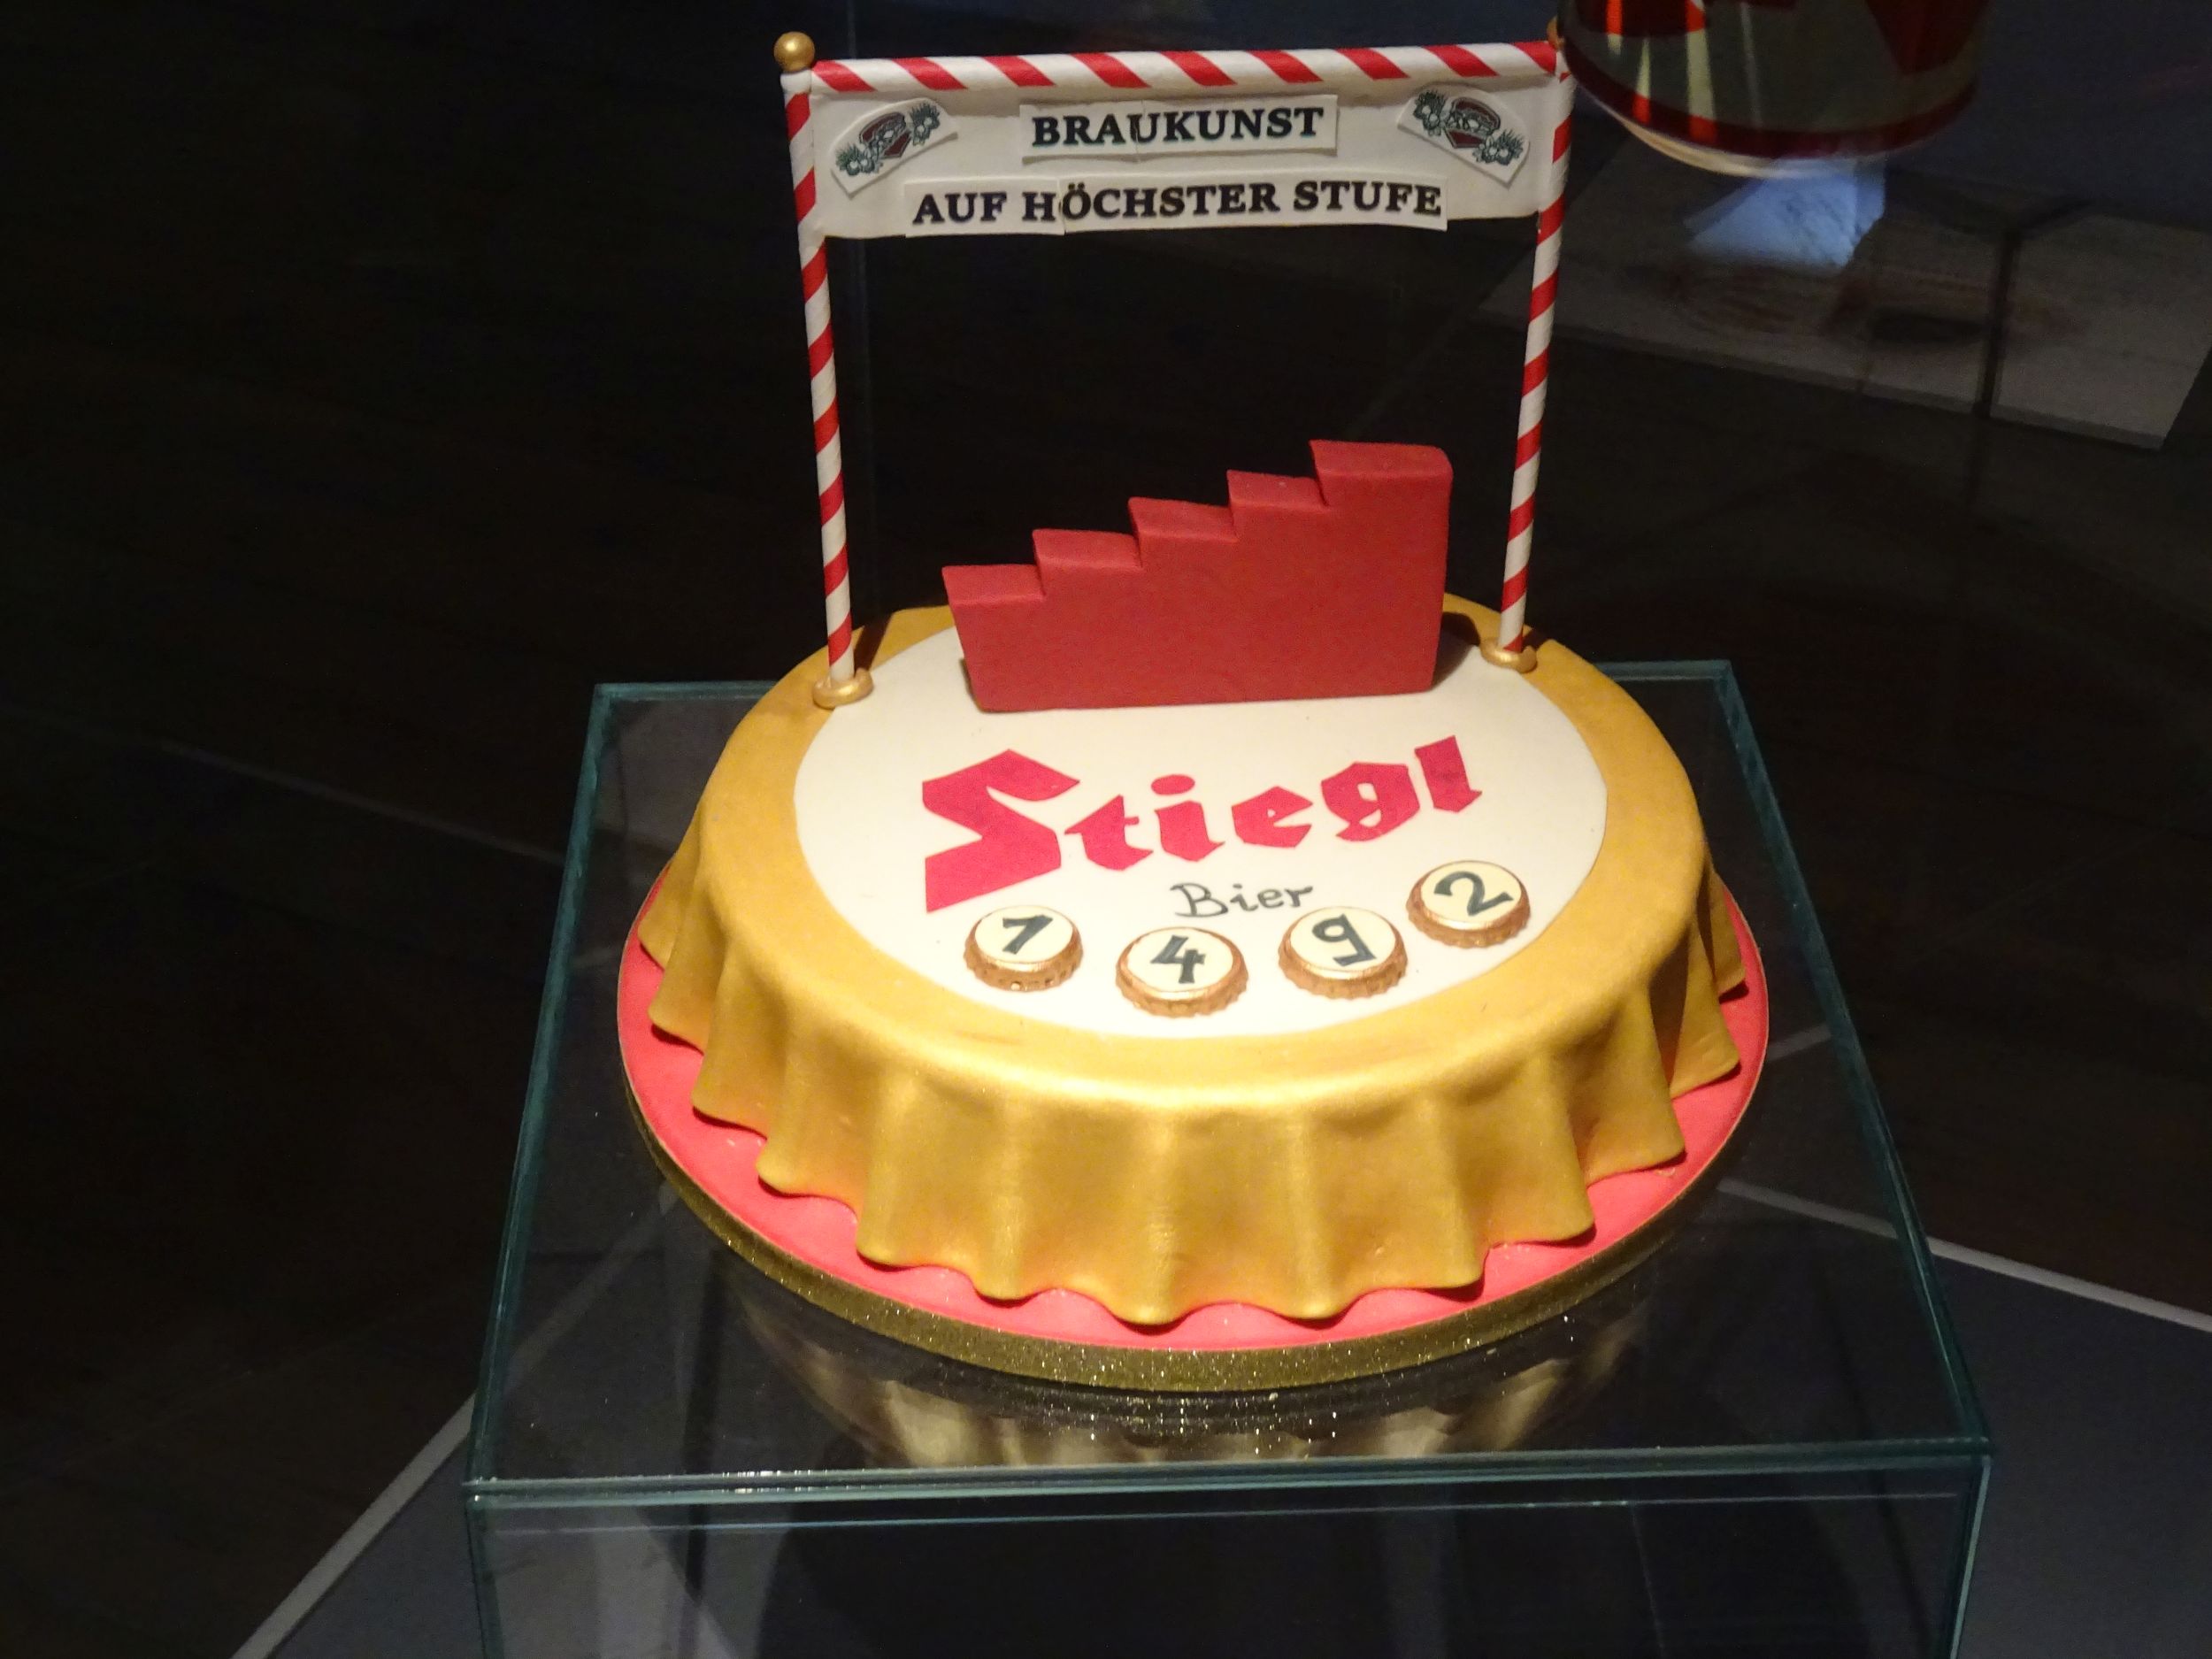 BRAUKUNST
AUF HÖCHSTER STUFE
Stiegl
Bier
1 4 9 2